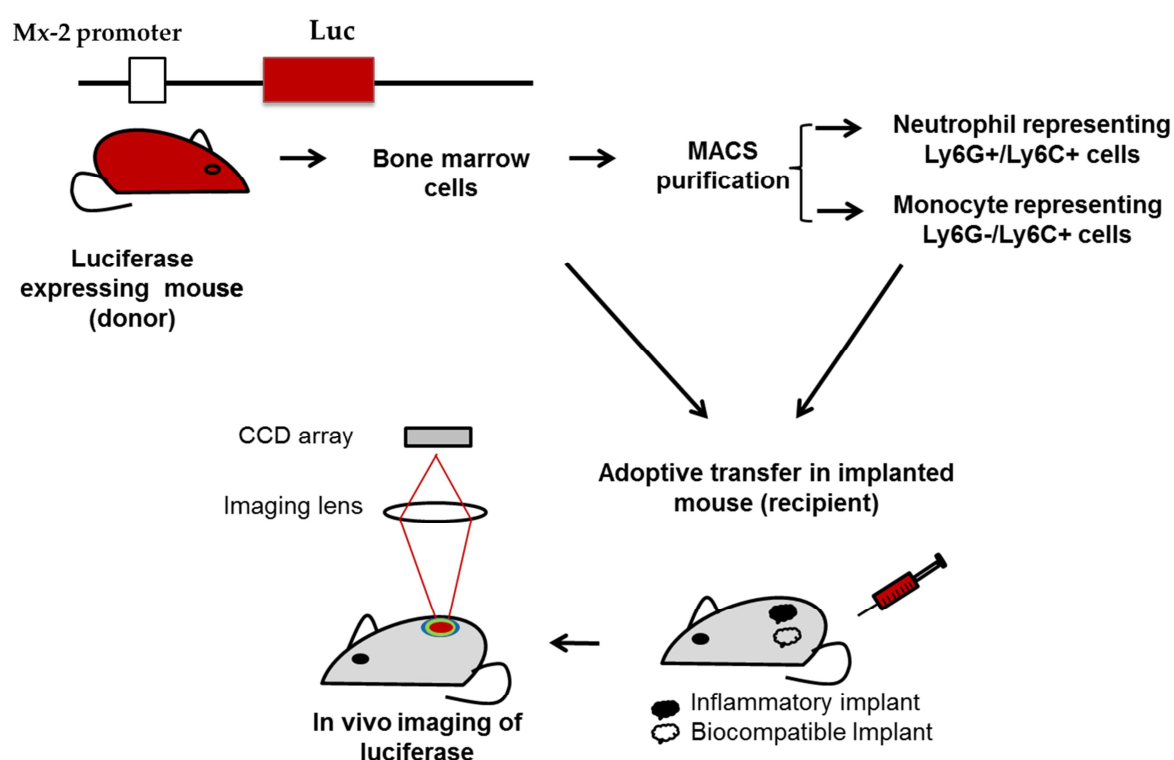 Mx-2 promoter
Luc
Luciferase
expressing mouse
(donor)
Bone marrow
cells
MACS
purification
Neutrophil representing
Ly6G+/Ly6C+ cells
Monocyte representing
Ly6G-/Ly6C+ cells
CCD array
Imaging lens
Adoptive transfer in implanted
mouse (recipient)
Inflammatory implant
Biocompatible Implant
In vivo imaging of
luciferase